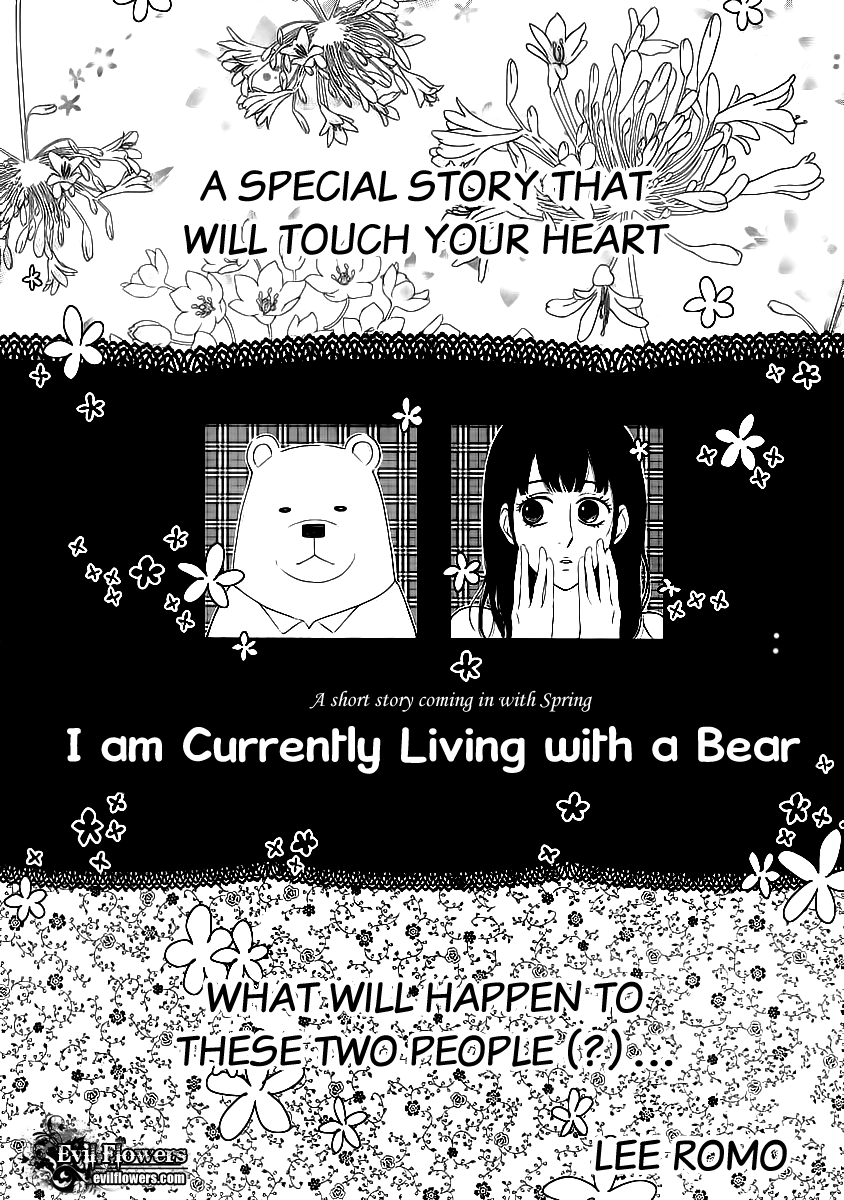 A SPECIAL STORY THAT
WILL TOUCH YOUR HEART
A short story coming in with Spring
I am Currently Living with a Bear
WHAT WILL HAPPEN TO
THESE TWO PEOPLE (?) ...
LEE ROMO
Evil Flowers
evilflowers.com